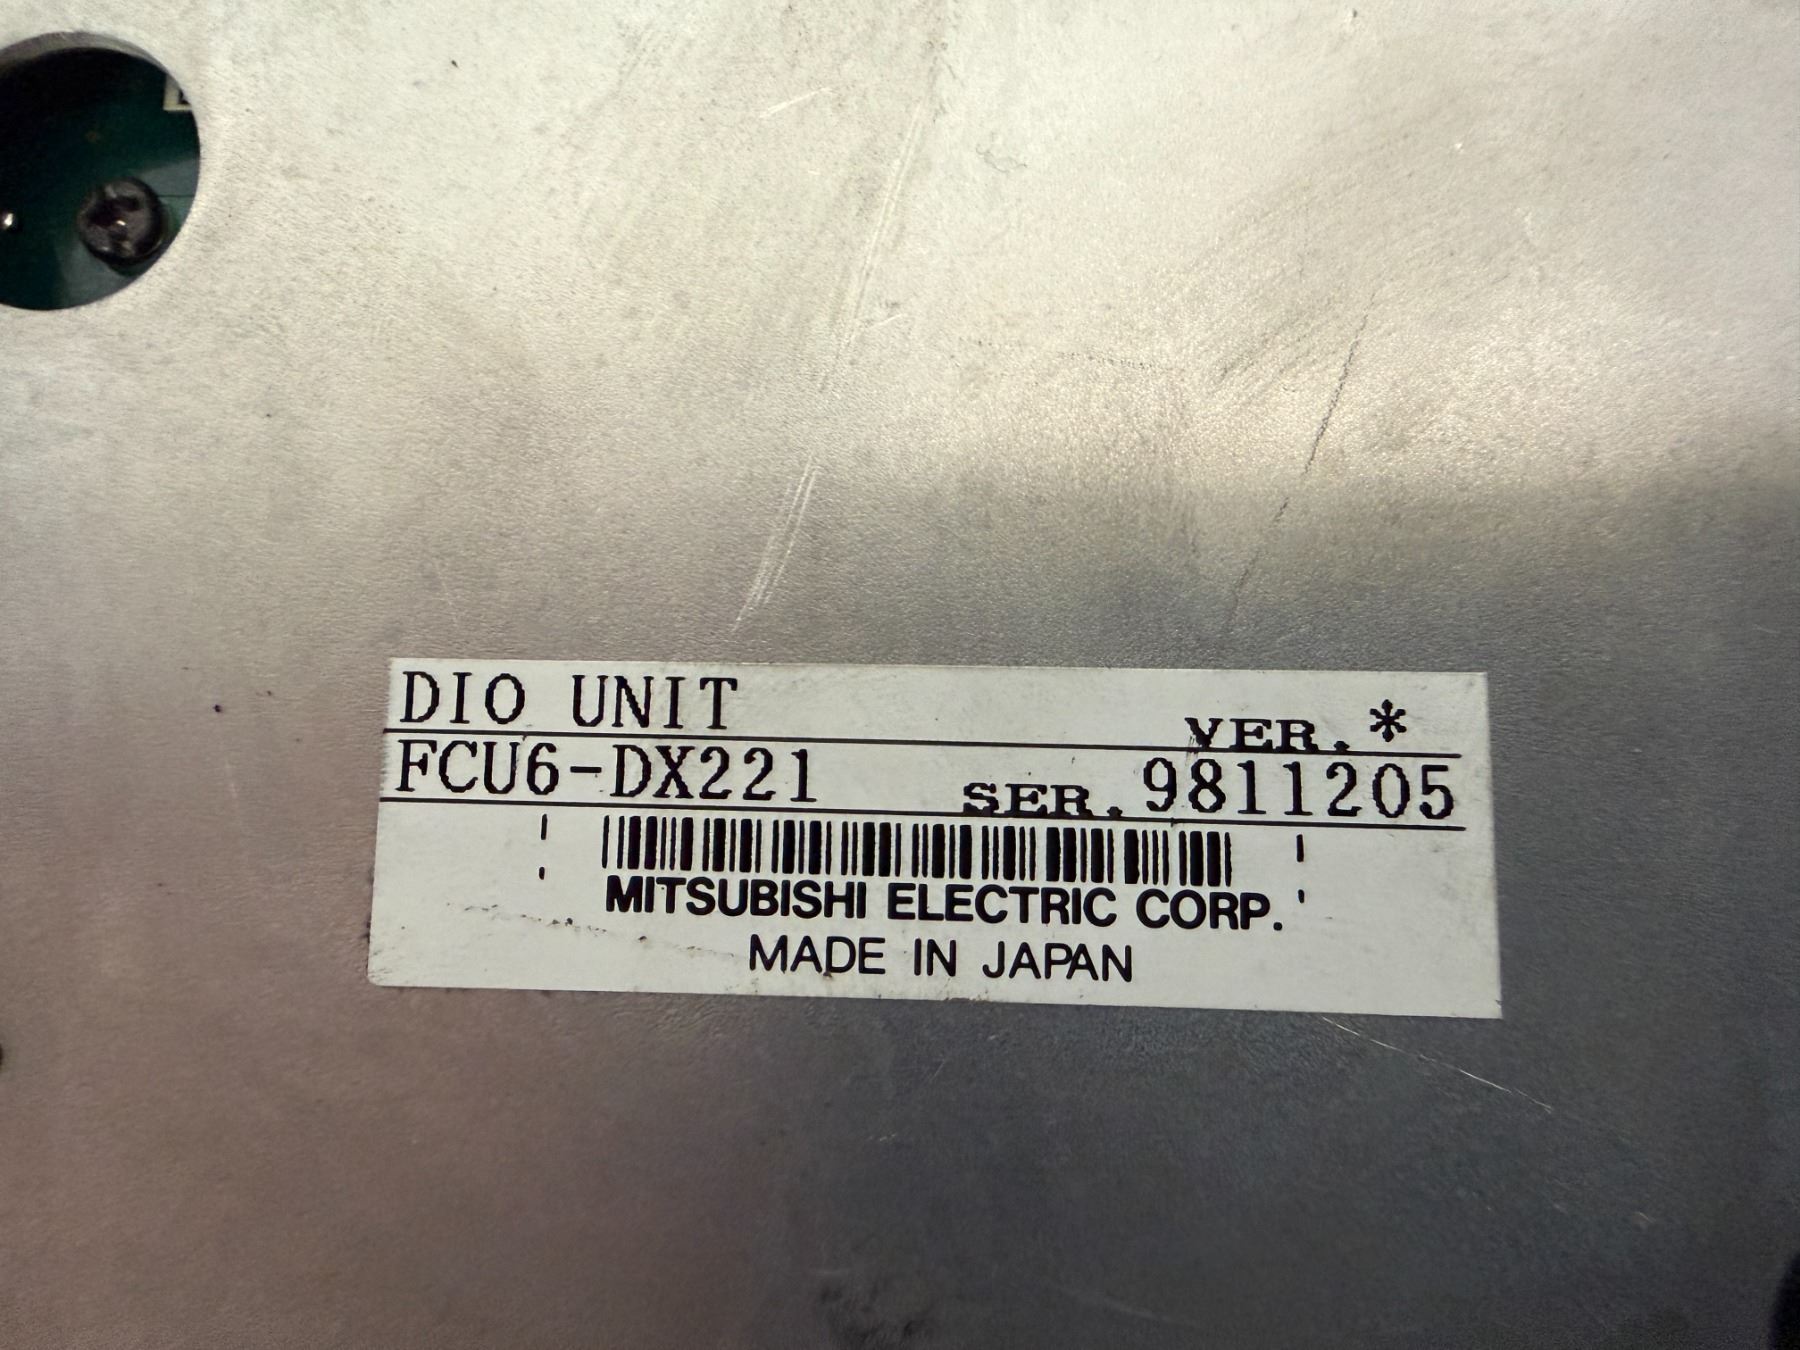 DIO UNIT VER. *
FCU6-DX221 SER. 9811205
MITSUBISHI ELECTRIC CORP.
MADE IN JAPAN